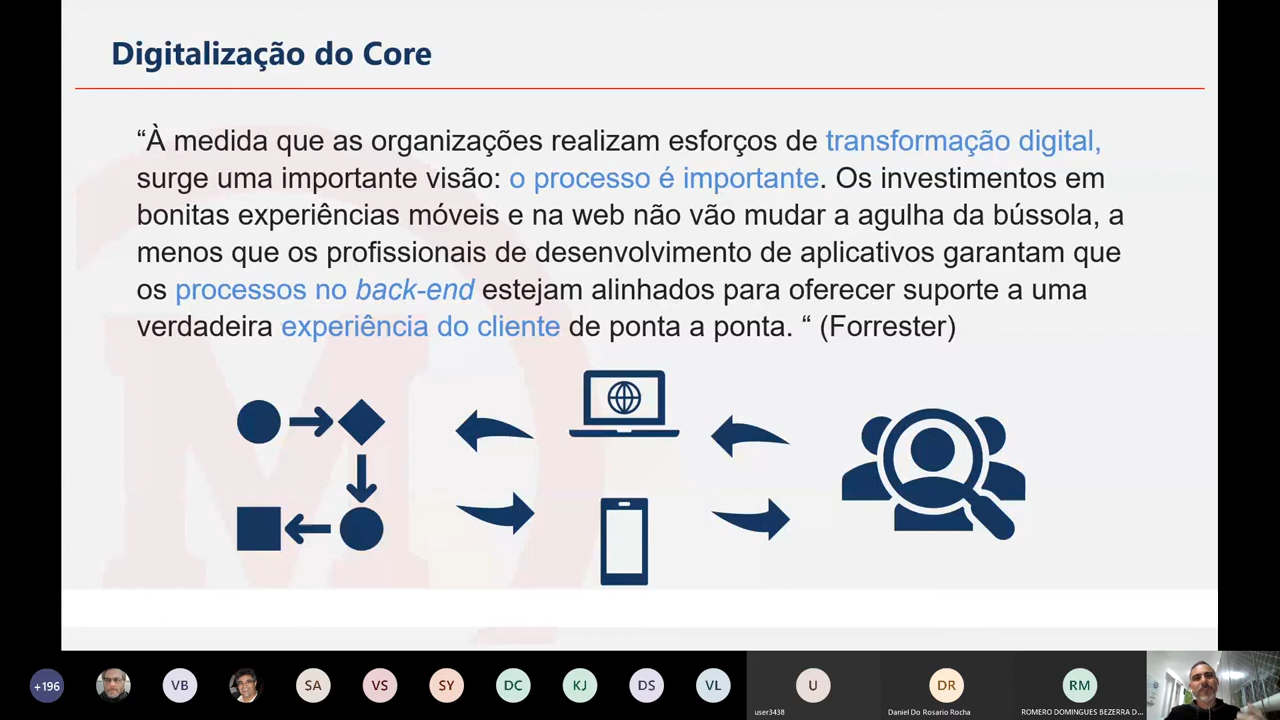 Digitalização do Core
“À medida que as organizações realizam esforços de transformação digital,
surge uma importante visão: o processo é importante. Os investimentos em
bonitas experiências móveis e na web não vão mudar a agulha da bússola, a
menos que os profissionais de desenvolvimento de aplicativos garantam que
os processos no back-end estejam alinhados para oferecer suporte a uma
verdadeira experiência do cliente de ponta a ponta. “ (Forrester)
+196
VB
SA
VS
SY
DC
KJ
DS
VL
U
DR
RM
user3438
Daniel Do Rosario Rocha
ROMERO DOMINGUES BEZERRA D...